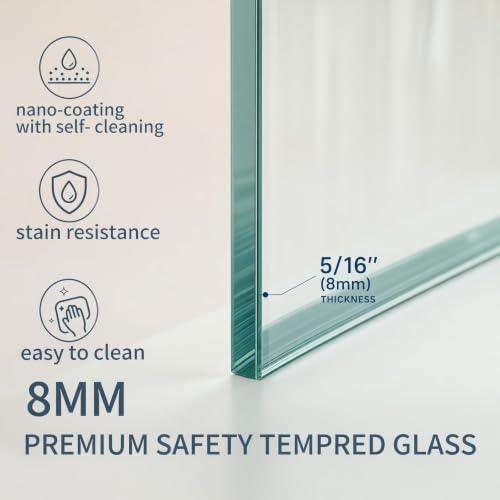 nano-coating
with self- cleaning
stain resistance
5/16″
(8mm)
THICKNESS
easy to clean
8MM
PREMIUM SAFETY TEMPRED GLASS